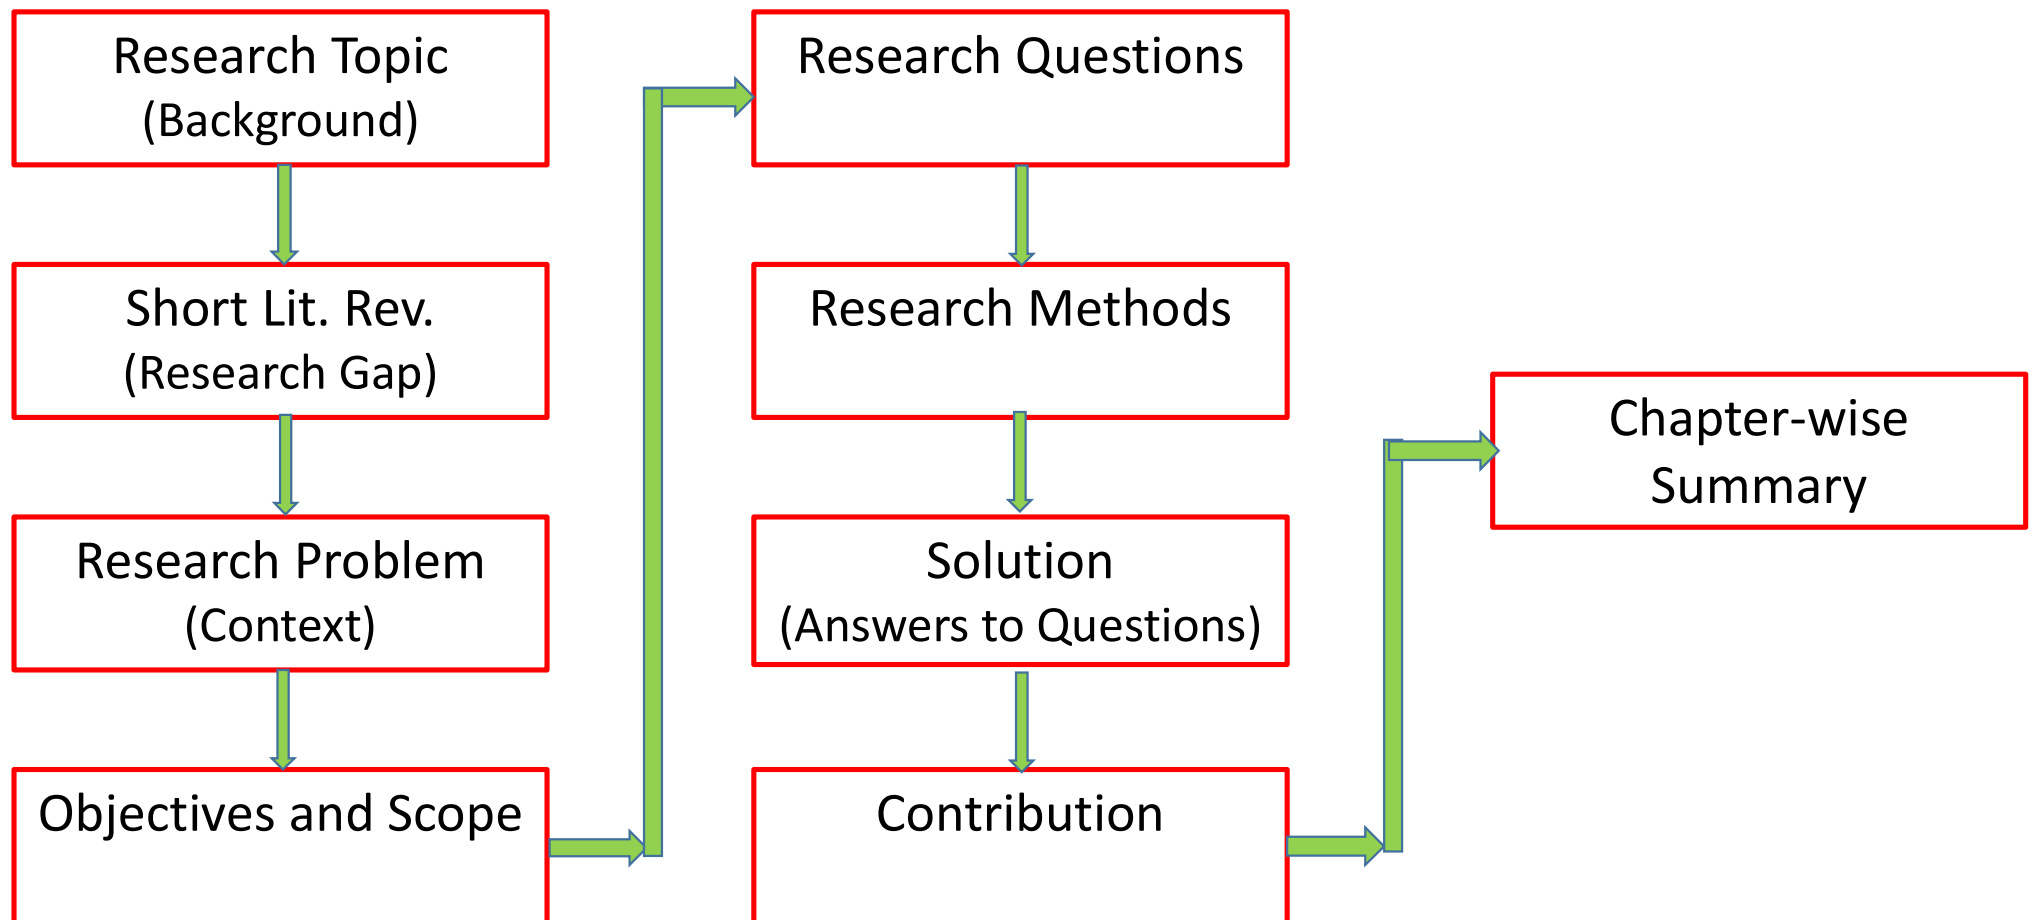 Research Topic
(Background)
Short Lit. Rev.
(Research Gap)
Research Problem
(Context)
Objectives and Scope
Research Questions
Research Methods
Solution
(Answers to Questions)
Contribution
Chapter-wise
Summary